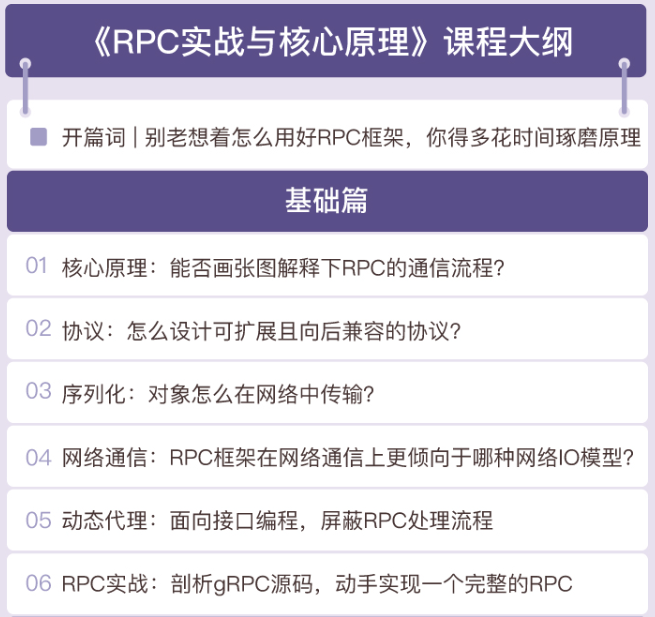 《RPC实战与核心原理》课程大纲
开篇词 | 别老想着怎么用好RPC框架，你得多花时间琢磨原理
基础篇
01 核心原理：能否画张图解释下RPC的通信流程？
02 协议：怎么设计可扩展且向后兼容的协议？
03 序列化：对象怎么在网络中传输？
04 网络通信：RPC框架在网络通信上更倾向于哪种网络IO模型？
05 动态代理：面向接口编程，屏蔽RPC处理流程
06 RPC实战：剖析gRPC源码，动手实现一个完整的RPC